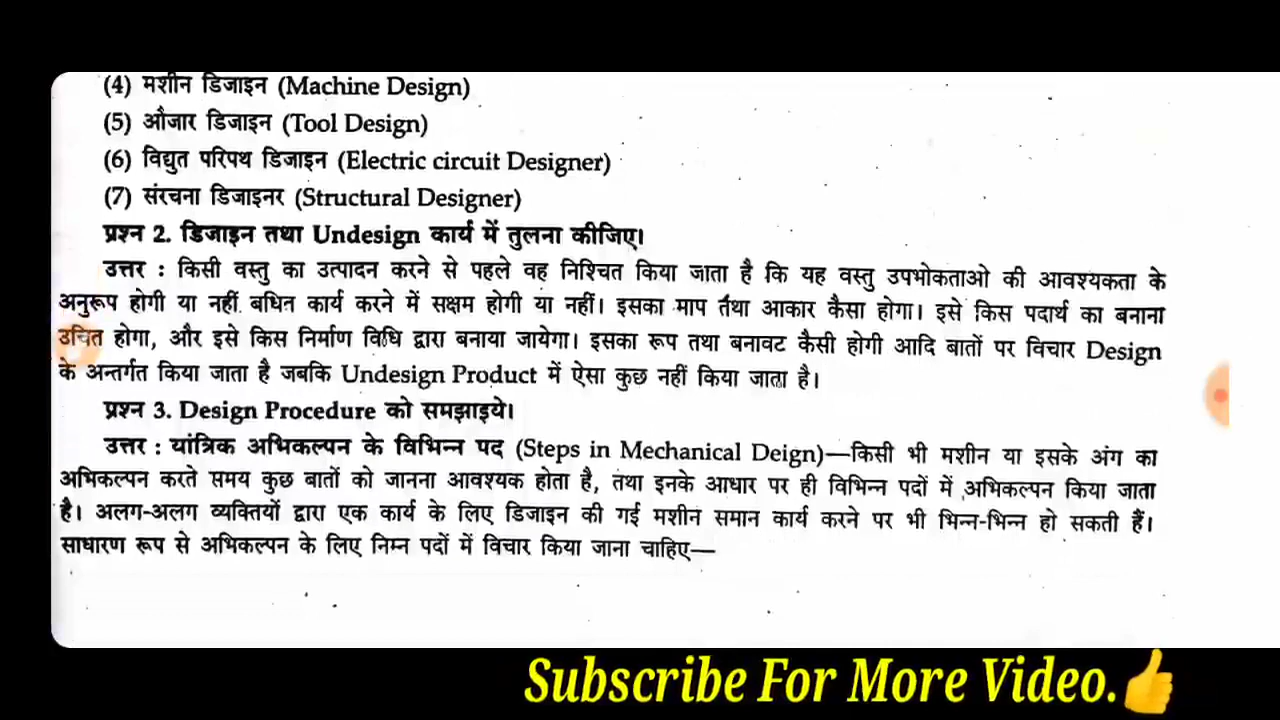 (4) मशीन डिजाइन (Machine Design)
(5) औजार डिजाइन (Tool Design)
(6) विद्युत परिपथ डिजाइन (Electric circuit Designer)
(7) संरचना डिजाइनर (Structural Designer)
प्रश्न 2. डिजाइन तथा Undesign कार्य में तुलना कीजिए।
उत्तर : किसी वस्तु का उत्पादन करने से पहले वह निश्चित किया जाता है कि यह वस्तु उपभोकताओ की आवश्यकता के
अनुरूप होगी या नहीं बधित कार्य करने में सक्षम होगी या नहीं। इसका माप तथा आकार कैसा होगा। इसे किस पदार्थ का बनाना
उचित होगा, और इसे किस निर्माण विधि द्वारा बनाया जायेगा। इसका रूप तथा बनावट कैसी होगी आदि बातों पर विचार Design
के अन्तर्गत किया जाता है जबकि Undesign Product में ऐसा कुछ नहीं किया जाता है।
प्रश्न 3. Design Procedure को समझाइये।
उत्तर : यांत्रिक अभिकल्पन के विभिन्न पद (Steps in Mechanical Deign)—किसी भी मशीन या इसके अंग का
अभिकल्पन करते समय कुछ बातों को जानना आवश्यक होता है, तथा इनके आधार पर ही विभिन्न पदों में अभिकल्पन किया जाता
है। अलग-अलग व्यक्तियों द्वारा एक कार्य के लिए डिजाइन की गई मशीन समान कार्य करने पर भी भिन्न-भिन्न हो सकती हैं।
साधारण रूप से अभिकल्पन के लिए निम्न पदों में विचार किया जाना चाहिए—
Subscribe For More Video.